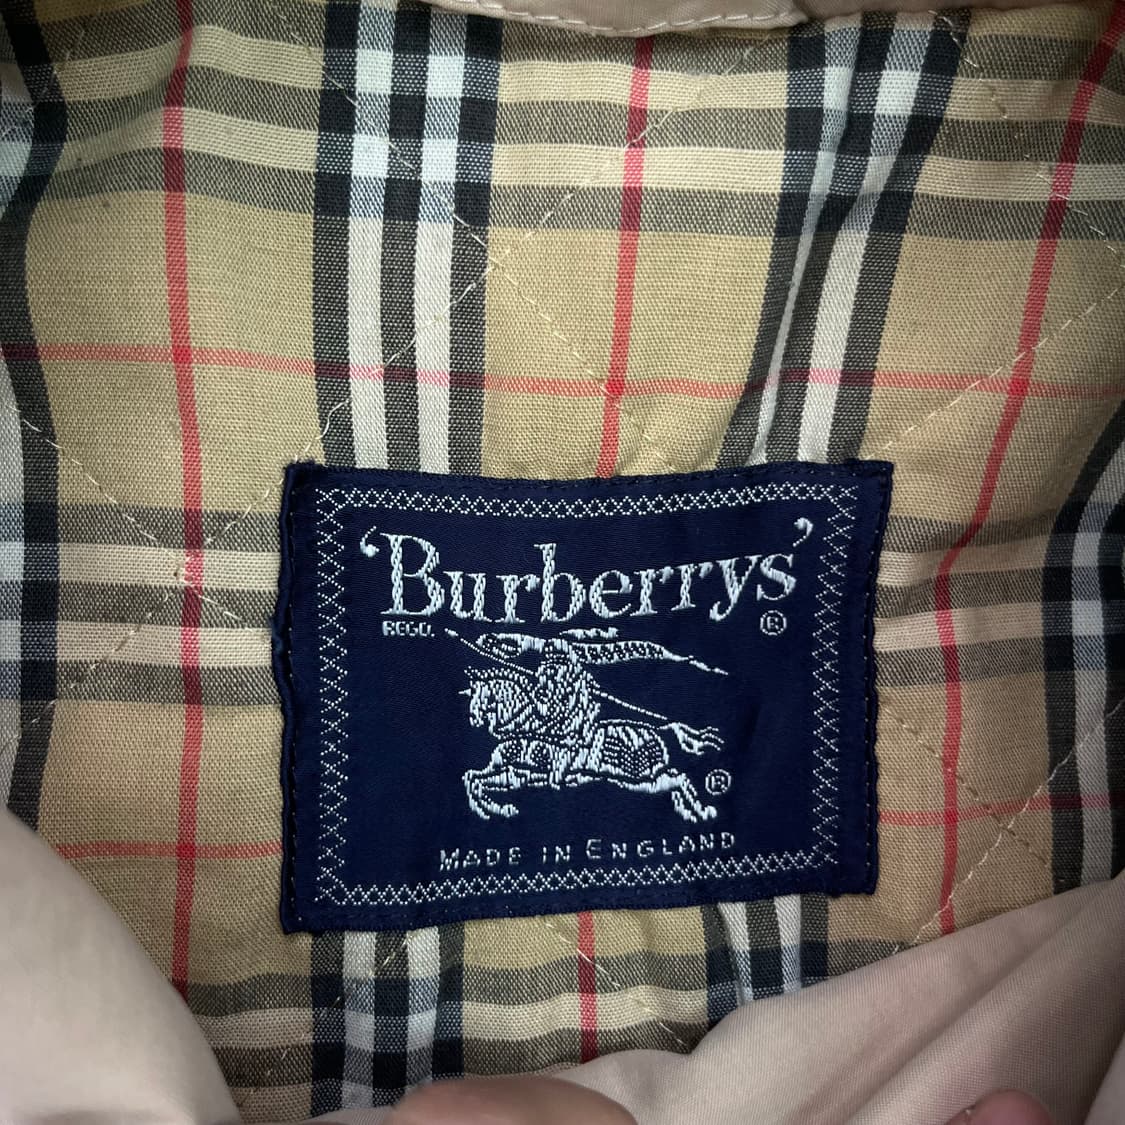 ‘Burberrys’
REGD. ®
®
MADE IN ENGLAND